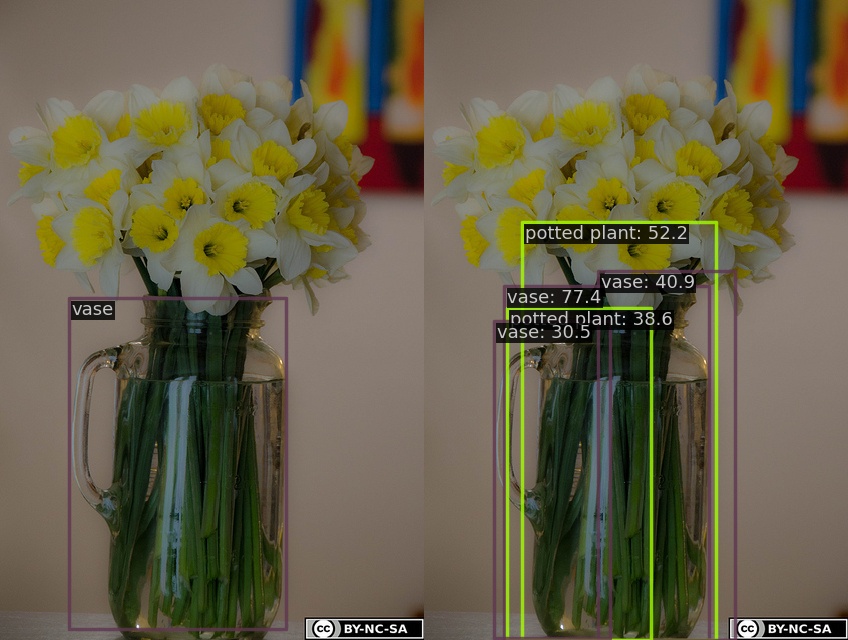 vase
potted plant: 52.2
vase: 40.9
vase: 77.4
potted plant: 38.6
vase: 30.5
BY-NC-SA
BY-NC-SA